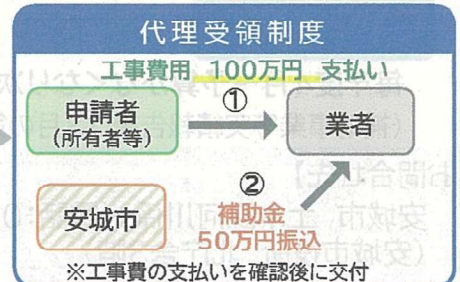 代理受領制度
工事費用 100万円 支払い
①
申請者
(所有者等)
業者
②
安城市
補助金
50万円振込
※工事費の支払いを確認後に交付